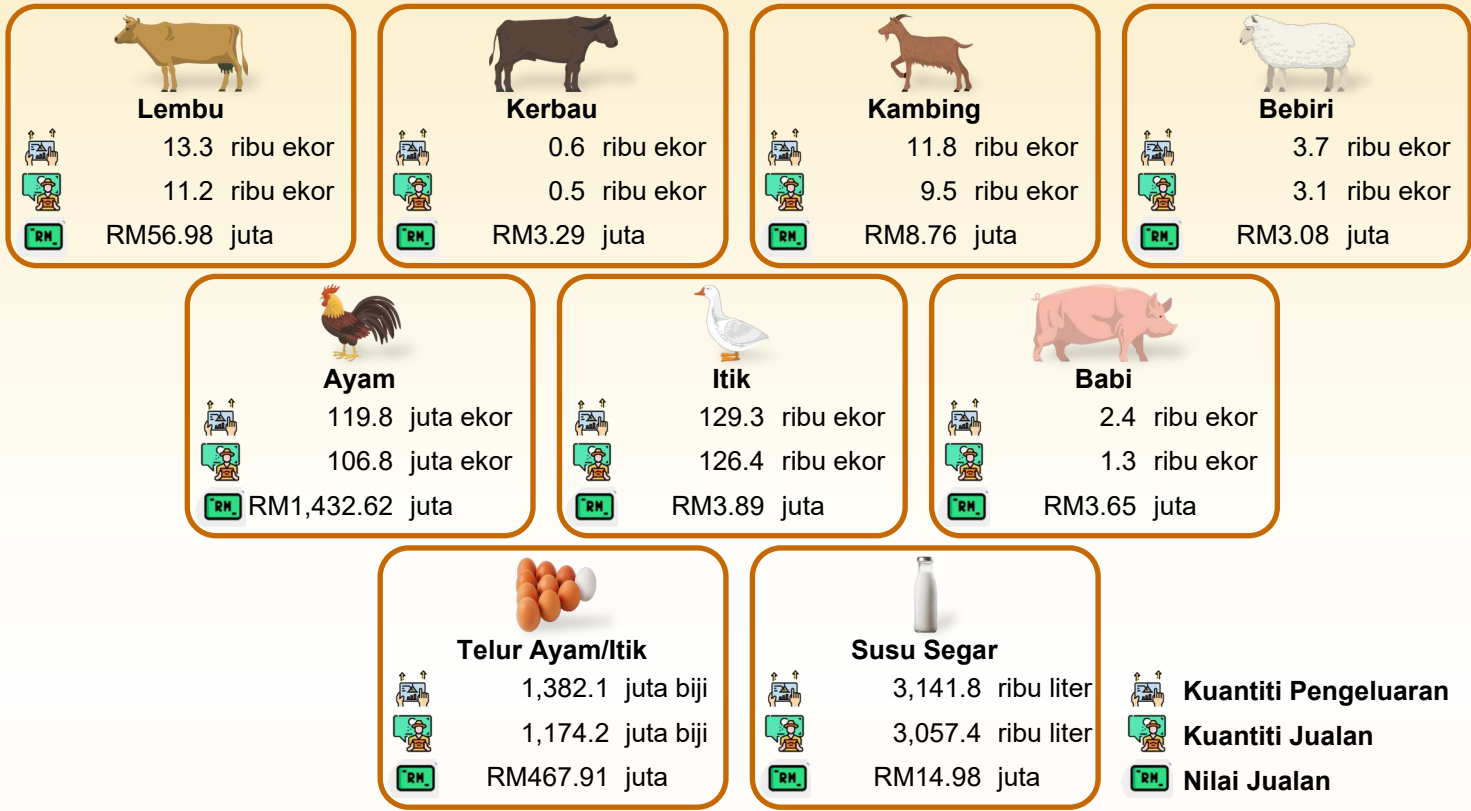 Lembu
13.3 ribu ekor
11.2 ribu ekor
RM56.98 juta
Kerbau
0.6 ribu ekor
0.5 ribu ekor
RM3.29 juta
Kambing
11.8 ribu ekor
9.5 ribu ekor
RM8.76 juta
Bebiri
3.7 ribu ekor
3.1 ribu ekor
RM3.08 juta
Ayam
119.8 juta ekor
106.8 juta ekor
RM1,432.62 juta
Itik
129.3 ribu ekor
126.4 ribu ekor
RM3.89 juta
Babi
2.4 ribu ekor
1.3 ribu ekor
RM3.65 juta
Telur Ayam/Itik
1,382.1 juta biji
1,174.2 juta biji
RM467.91 juta
Susu Segar
3,141.8 ribu liter
3,057.4 ribu liter
RM14.98 juta
Kuantiti Pengeluaran
Kuantiti Jualan
RM Nilai Jualan